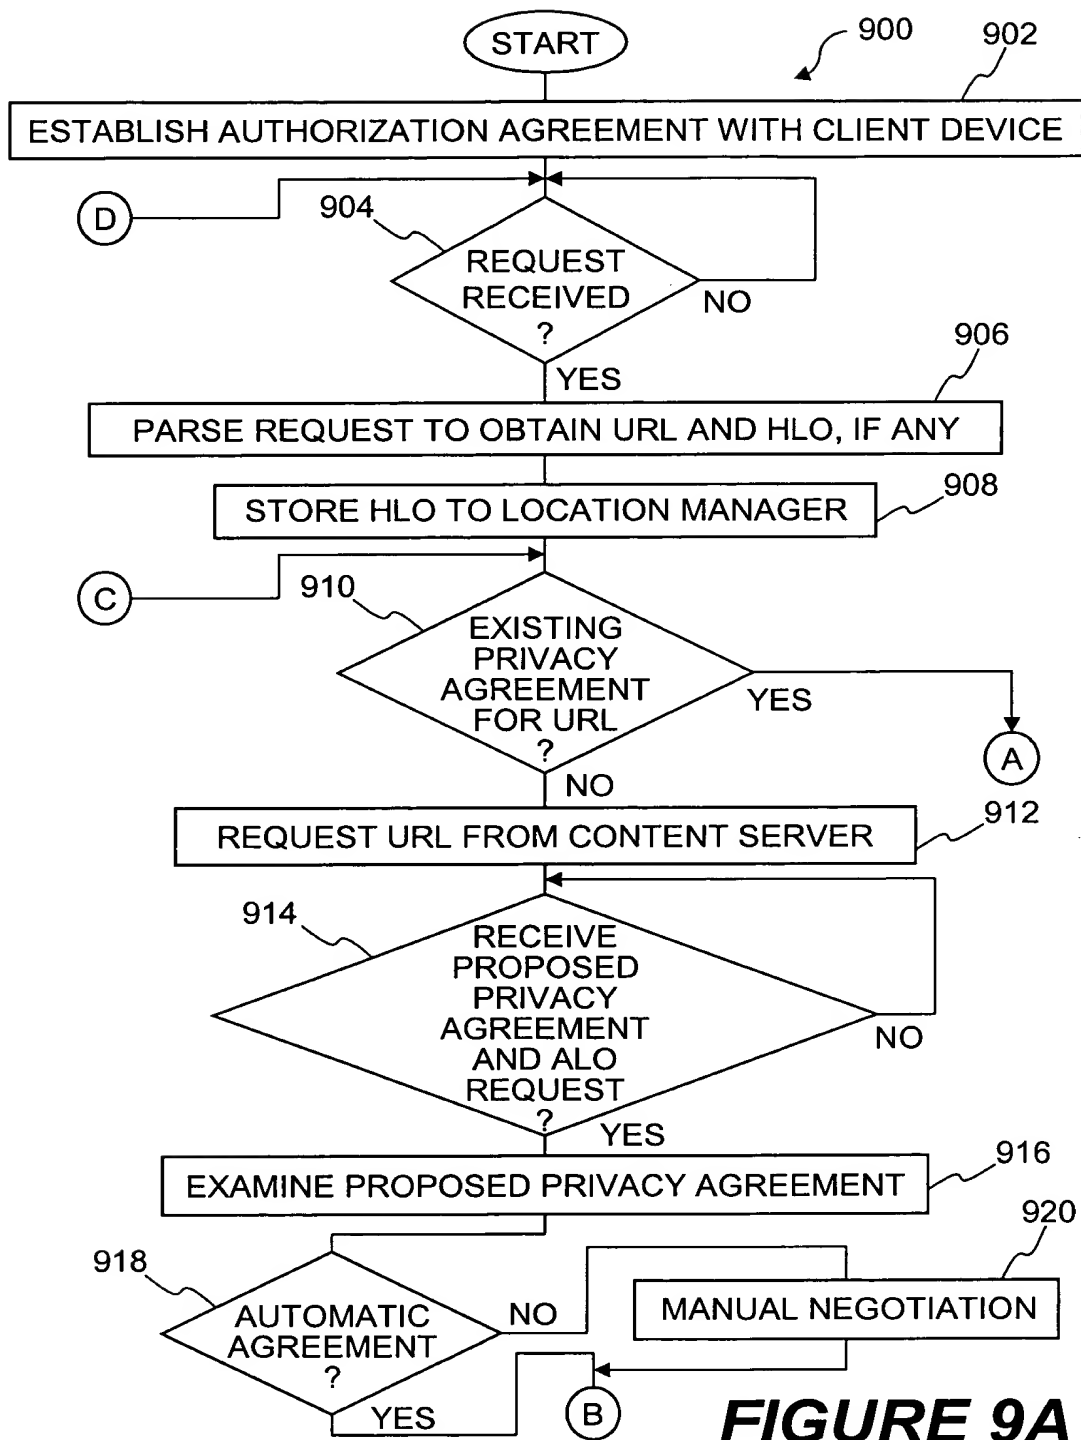 START
900
902
ESTABLISH AUTHORIZATION AGREEMENT WITH CLIENT DEVICE
D
904
REQUEST
RECEIVED
?
NO
YES
906
PARSE REQUEST TO OBTAIN URL AND HLO, IF ANY
908
STORE HLO TO LOCATION MANAGER
C
910
EXISTING
PRIVACY
AGREEMENT
FOR URL
?
YES
A
NO
912
REQUEST URL FROM CONTENT SERVER
914
RECEIVE
PROPOSED
PRIVACY
AGREEMENT
AND ALO
REQUEST
?
NO
YES
916
EXAMINE PROPOSED PRIVACY AGREEMENT
918
AUTOMATIC
AGREEMENT
?
NO
920
MANUAL NEGOTIATION
YES
B
FIGURE 9A